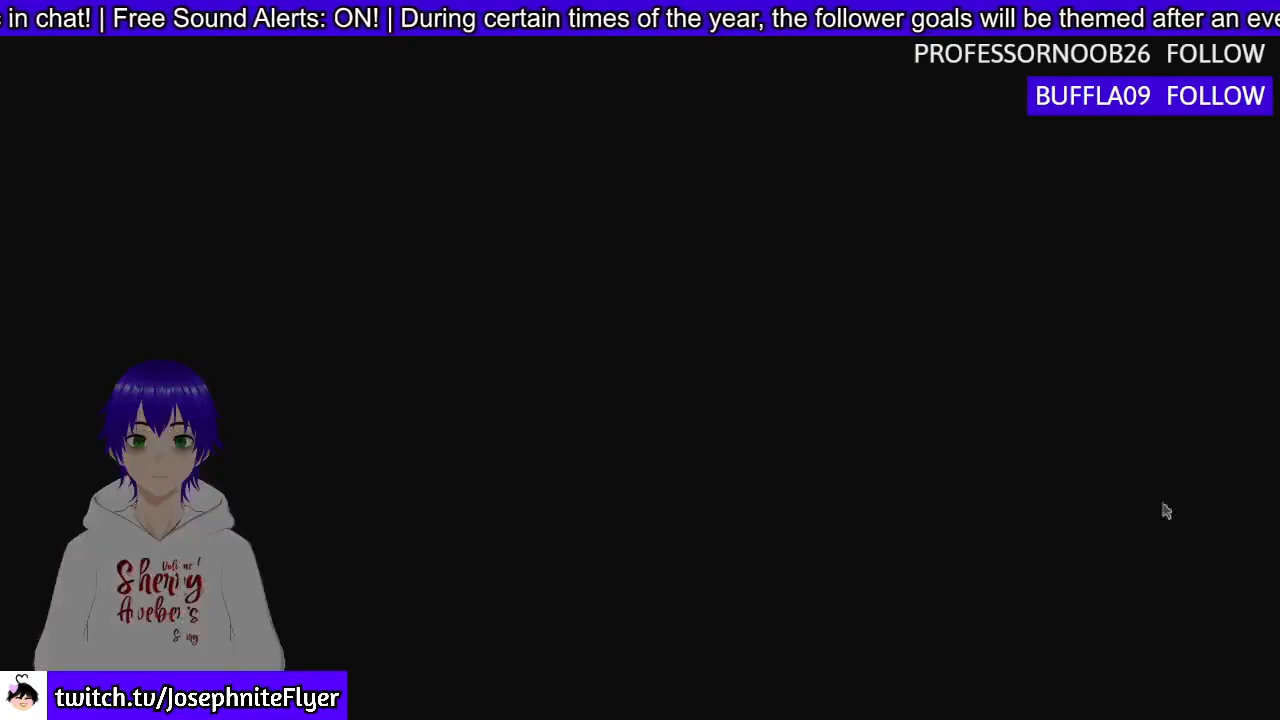 in chat! | Free Sound Alerts: ON! | During certain times of the year, the follower goals will be themed after an eve
PROFESSORNOOB26 FOLLOW
BUFFLA09 FOLLOW
Sherry
twitch.tv/JosephniteFlyer